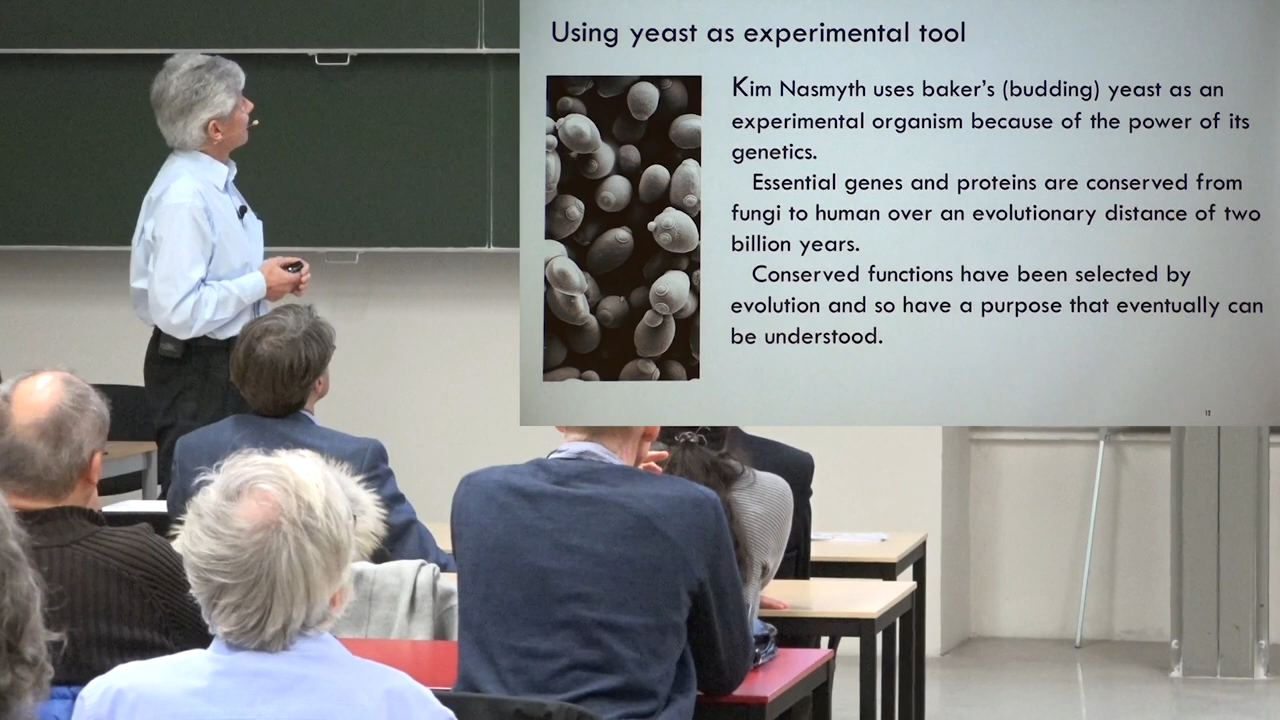 Using yeast as experimental tool
Kim Nasmyth uses baker's (budding) yeast as an
experimental organism because of the power of its
genetics.
Essential genes and proteins are conserved from
fungi to human over an evolutionary distance of two
billion years.
Conserved functions have been selected by
evolution and so have a purpose that eventually can
be understood.
12